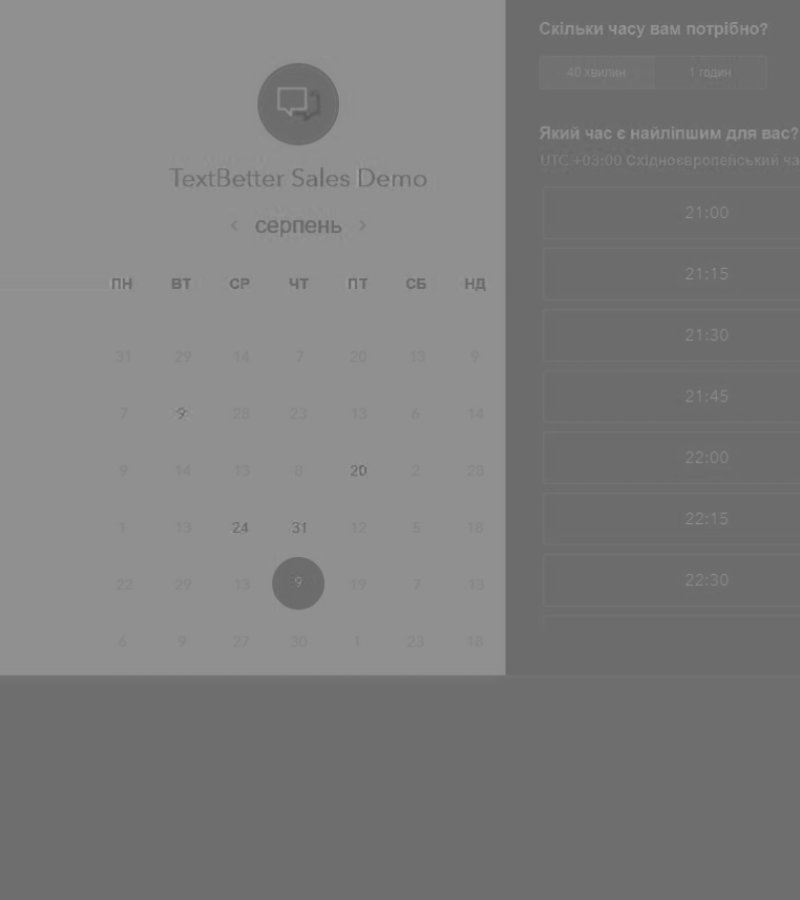 TextBetter Sales Demo
‹ серпень ›
ПН ВТ СР ЧТ ПТ СБ НД
31 29 14 7 20 13 9
7 9 28 23 13 6 14
9 14 13 8 20 2 28
1 13 24 31 12 5 18
22 29 13 9 19 7 13
6 9 27 30 1 23 18
Скільки часу вам потрібно?
40 хвилин 1 годин
Який час є найліпшим для вас?
UTC +03:00 Східноєвропейський
21:00
21:15
21:30
21:45
22:00
22:15
22:30